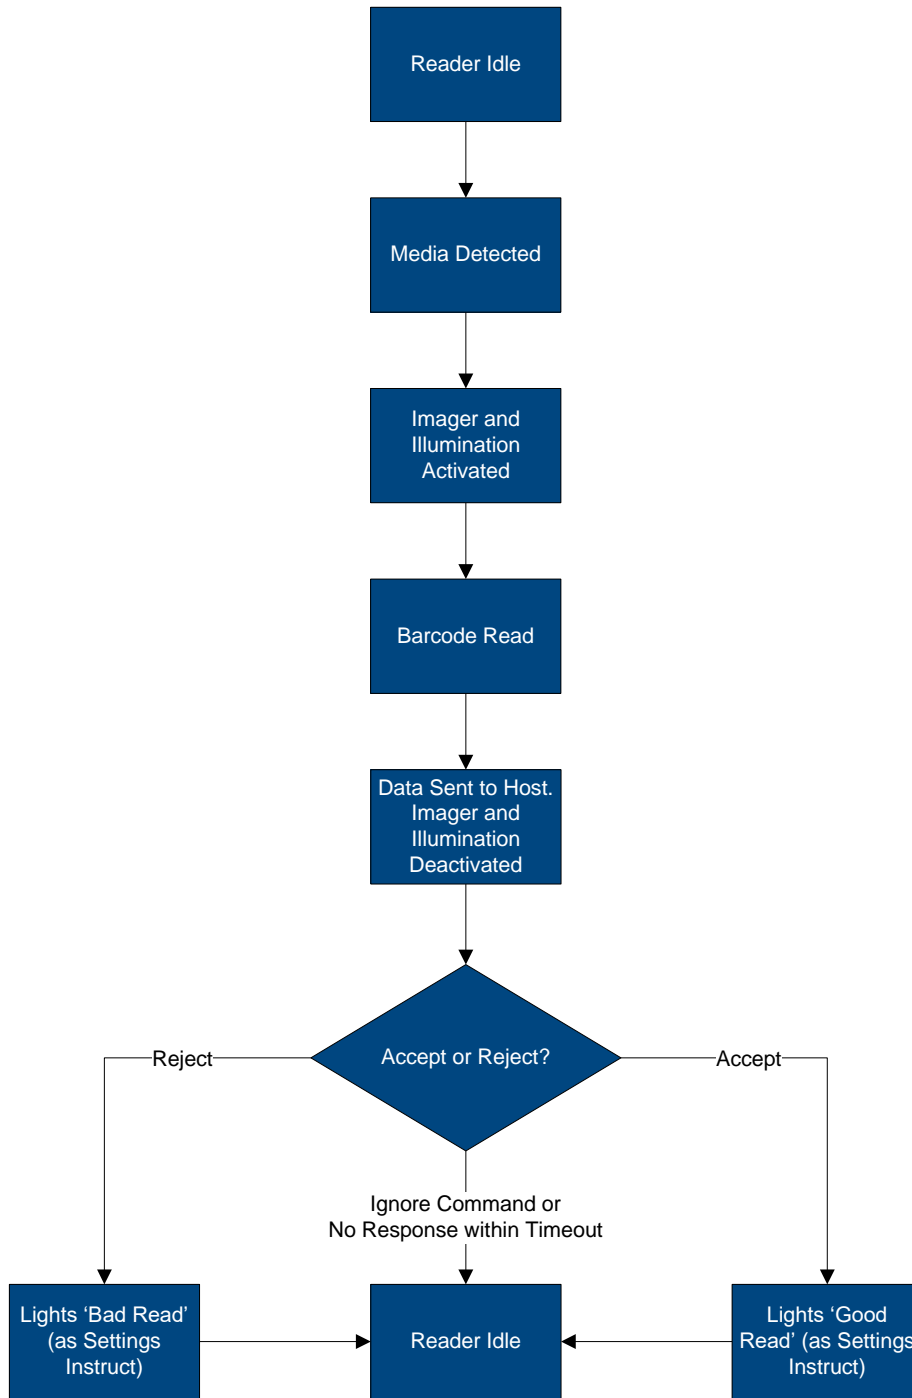 Reader Idle
Media Detected
Imager and
Illumination
Activated
Barcode Read
Data Sent to Host.
Imager and
Illumination
Deactivated
Accept or Reject?
Reject
Accept
Ignore Command or
No Response within Timeout
Lights ‘Bad Read’
(as Settings
Instruct)
Reader Idle
Lights ‘Good
Read’ (as Settings
Instruct)